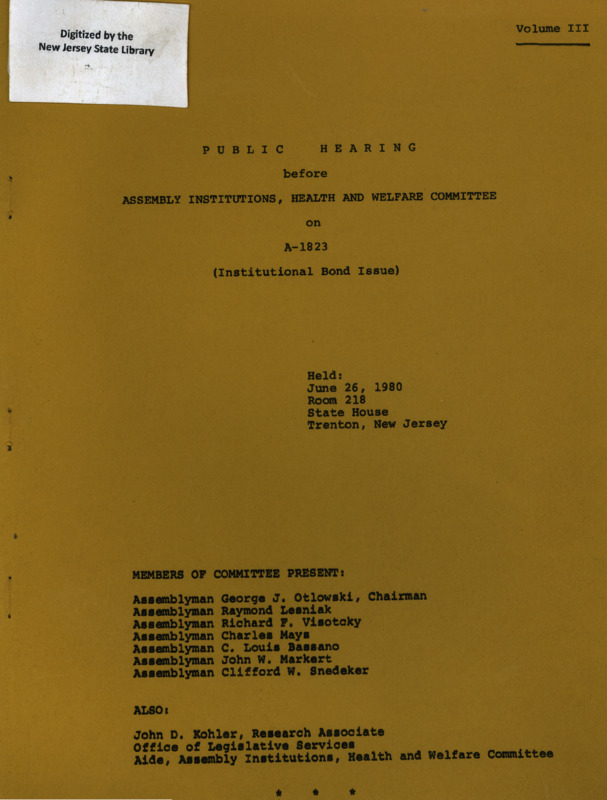 Digitized by the
New Jersey State Library
Volume III
PUBLIC HEARING
before
ASSEMBLY INSTITUTIONS, HEALTH AND WELFARE COMMITTEE
on
A-1823
(Institutional Bond Issue)
Held:
June 26, 1980
Room 218
State House
Trenton, New Jersey
MEMBERS OF COMMITTEE PRESENT:
Assemblyman George J. Otlowski, Chairman
Assemblyman Raymond Lesniak
Assemblyman Richard F. Visotcky
Assemblyman Charles Mays
Assemblyman C. Louis Bassano
Assemblyman John W. Markert
Assemblyman Clifford W. Snedeker
ALSO:
John D. Kohler, Research Associate
Office of Legislative Services
Aide, Assembly Institutions, Health and Welfare Committee
* * *